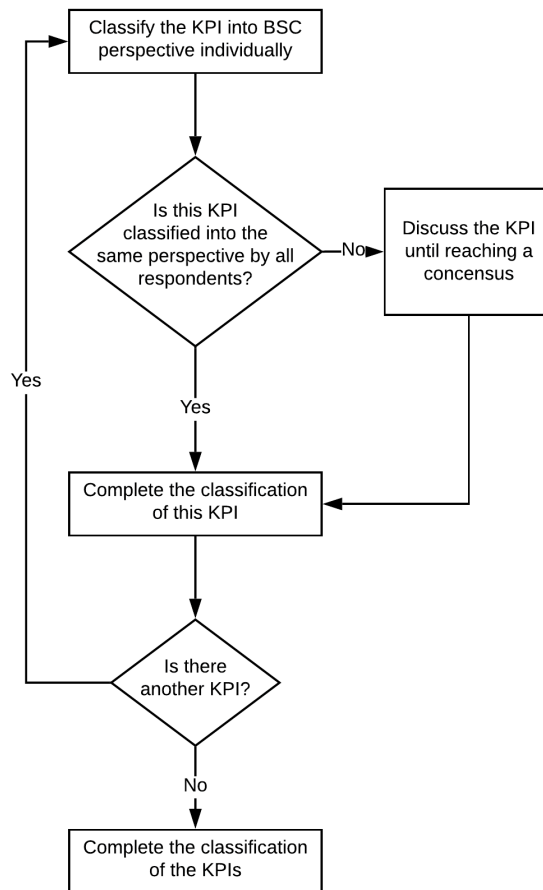 Classify the KPI into BSC
perspective individually
Is this KPI
classified into the
same perspective by all
respondents?
No
Discuss the KPI
until reaching a
concensus
Yes
Yes
Complete the classification
of this KPI
Is there
another KPI?
No
Complete the classification
of the KPIs